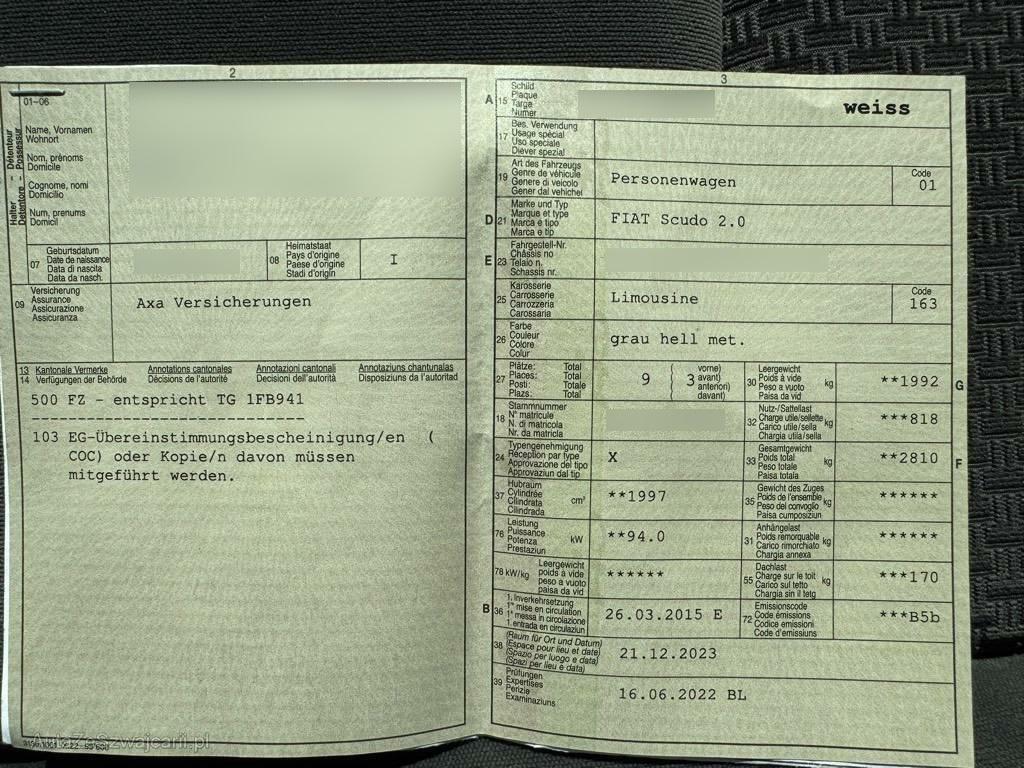 2
01-06
Halter - Détenteur
Detentore - Possessur
Name, Vornamen
Wohnort
Nom, prénoms
Domicile
Cognome, nomi
Domicilio
Num, prenums
Domicil
07
Geburtsdatum
Date de naissance
Data di nascita
Data da nasch.
08
Heimatstaat
Pays d'origine
Paese d'origine
Stadi d'origin
I
09
Versicherung
Assurance
Assicurazione
Assicuranza
Axa Versicherungen
13 Kantonale Vermerke Annotations cantonales Annotazioni cantonali Annotaziuns chantunalas
14 Verfügungen der Behörde Décisions de l'autorité Decisioni dell'autorità Disposiziuns da l'autoritad
500 FZ - entspricht TG 1FB941
103 EG-Übereinstimmungsbescheinigung/en (
COC) oder Kopie/n davon müssen
mitgeführt werden.
AutaZeSzwajcarii.pl
3
A 15
Schild
Plaque
Targa
Numer
weiss
17
Bes. Verwendung
Usage spécial
Uso speciale
Diever spezial
19
Art des Fahrzeugs
Genre de véhicule
Genere di veicolo
Gener dal vehichel
Personenwagen
Code
01
D 21
Marke und Typ
Marque et type
Marca e tipo
Marca e tip
FIAT Scudo 2.0
E 23
Fahrgestell-Nr.
Châssis no
Telaio n.
Schassis nr.
25
Karosserie
Carrosserie
Carrozzeria
Carossaria
Limousine
Code
163
26
Farbe
Couleur
Colore
Colur
grau hell met.
27
Plätze: Total
Places: Total
Posti: Totale
Plazs: Total
9
( vorne)
( 3 avant)
( anteriori)
( davant)
30
Leergewicht
Poids à vide
Peso a vuoto
Paisa da vid
kg
**1992
G
18
Stammnummer
N° matricule
N. di matricola
Nr. da matricla
32
Nutz-/Sattellast
Charge utile/sellette
Carico utile/sella
Chargia utila/sella
kg
***818
24
Typengenehmigung
Réception par type
Approvazione del tipo
Approvaziun dal tip
X
33
Gesamtgewicht
Poids total
Peso totale
Paisa totala
kg
**2810
F
37
Hubraum
Cylindrée
Cilindrata
Cilindrada
cm³
**1997
35
Gewicht des Zuges
Poids de l'ensemble
Peso del convoglio
Paisa cumposiziun
kg
******
76
Leistung
Puissance
Potenza
Prestaziun
kW
**94.0
31
Anhängelast
Poids remorquable
Carico rimorchiato
Chargia annexa
kg
******
78 kW/kg
Leergewicht
poids à vide
peso a vuoto
paisa da vid
******
55
Dachlast
Charge sur le toit
Carico sul tetto
Chargia sin il tetg
kg
***170
B 36
1. Inverkehrsetzung
1re mise en circulation
1a messa in circolazione
1. entrada en circulaziun
26.03.2015 E
72
Emissionscode
Code émissions
Codice emissioni
Code d'emissiuns
***B5b
38
(Raum für Ort und Datum)
(Espace pour lieu et date)
(Spazio per luogo e data)
(Spazi per lieu e data)
21.12.2023
39
Prüfungen
Expertises
Perizie
Examinaziuns
16.06.2022 BL